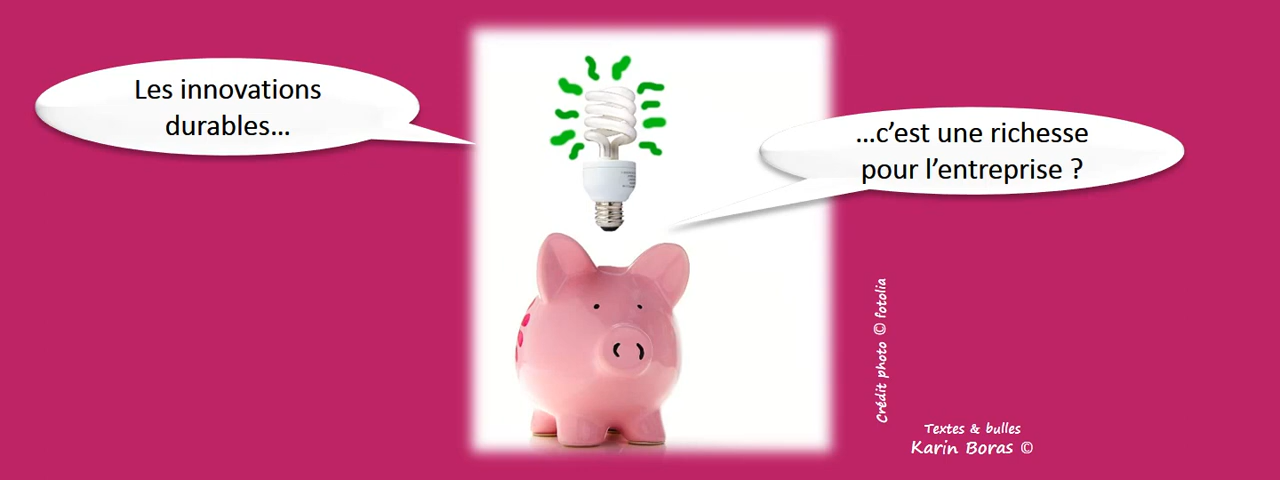 Les innovations
durables...
...c'est une richesse
pour l'entreprise ?
Crédit photo © fotolia
Textes & bulles
Karin Boras ©